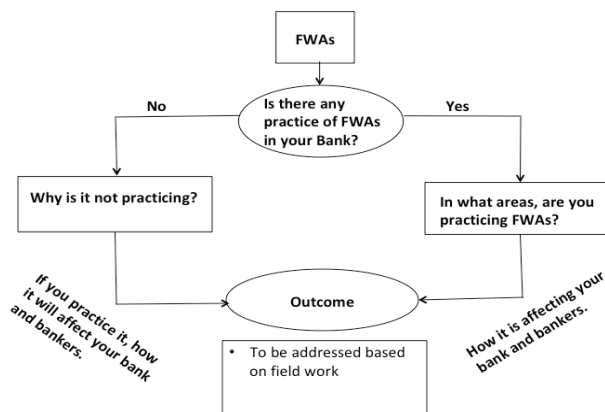 FWAs
Is there any
practice of FWAs
in your Bank?
No
Yes
Why is it not practicing?
In what areas, are you
practicing FWAs?
If you practice it, how
it will affect your bank
and bankers.
Outcome
How it is affecting your
bank and bankers.
• To be addressed based
on field work